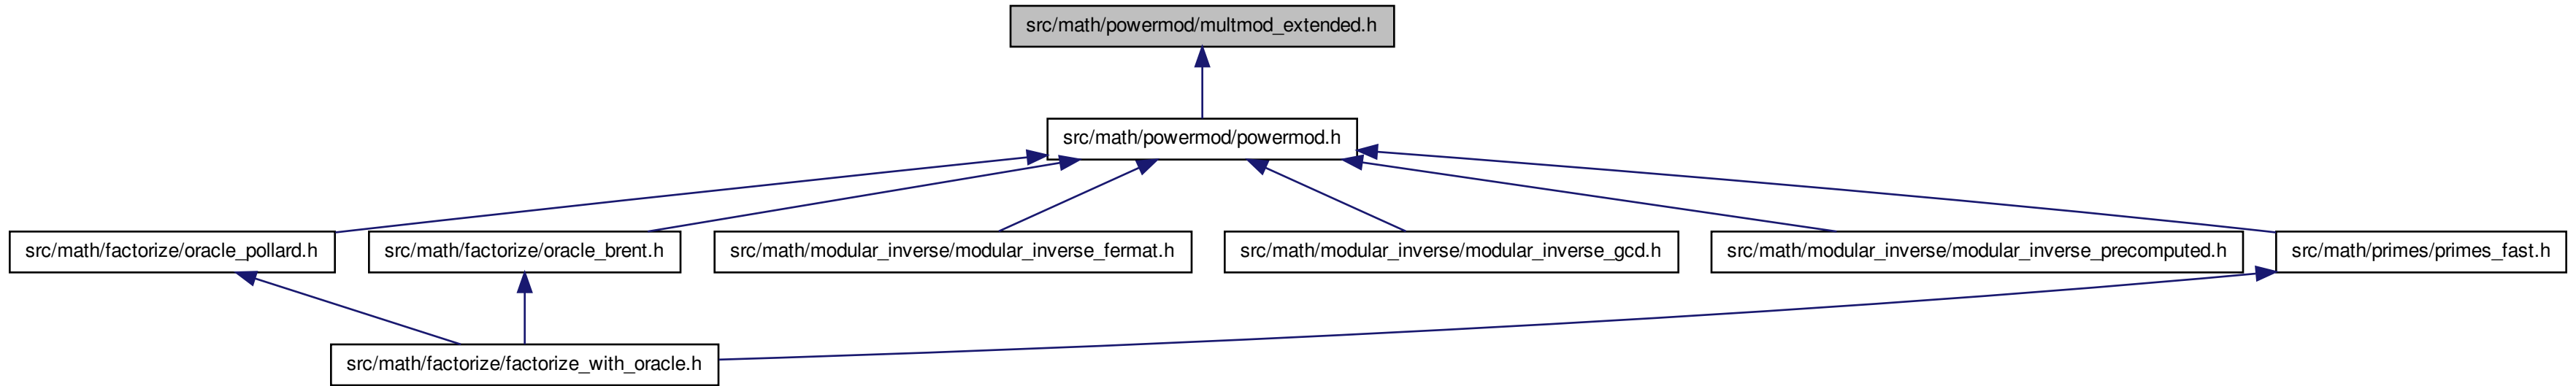 src/math/powermod/multmod_extended.h
src/math/powermod/powermod.h
src/math/factorize/oracle_pollard.h
src/math/factorize/oracle_brent.h
src/math/modular_inverse/modular_inverse_fermat.h
src/math/modular_inverse/modular_inverse_gcd.h
src/math/modular_inverse/modular_inverse_precomputed.h
src/math/primes/primes_fast.h
src/math/factorize/factorize_with_oracle.h